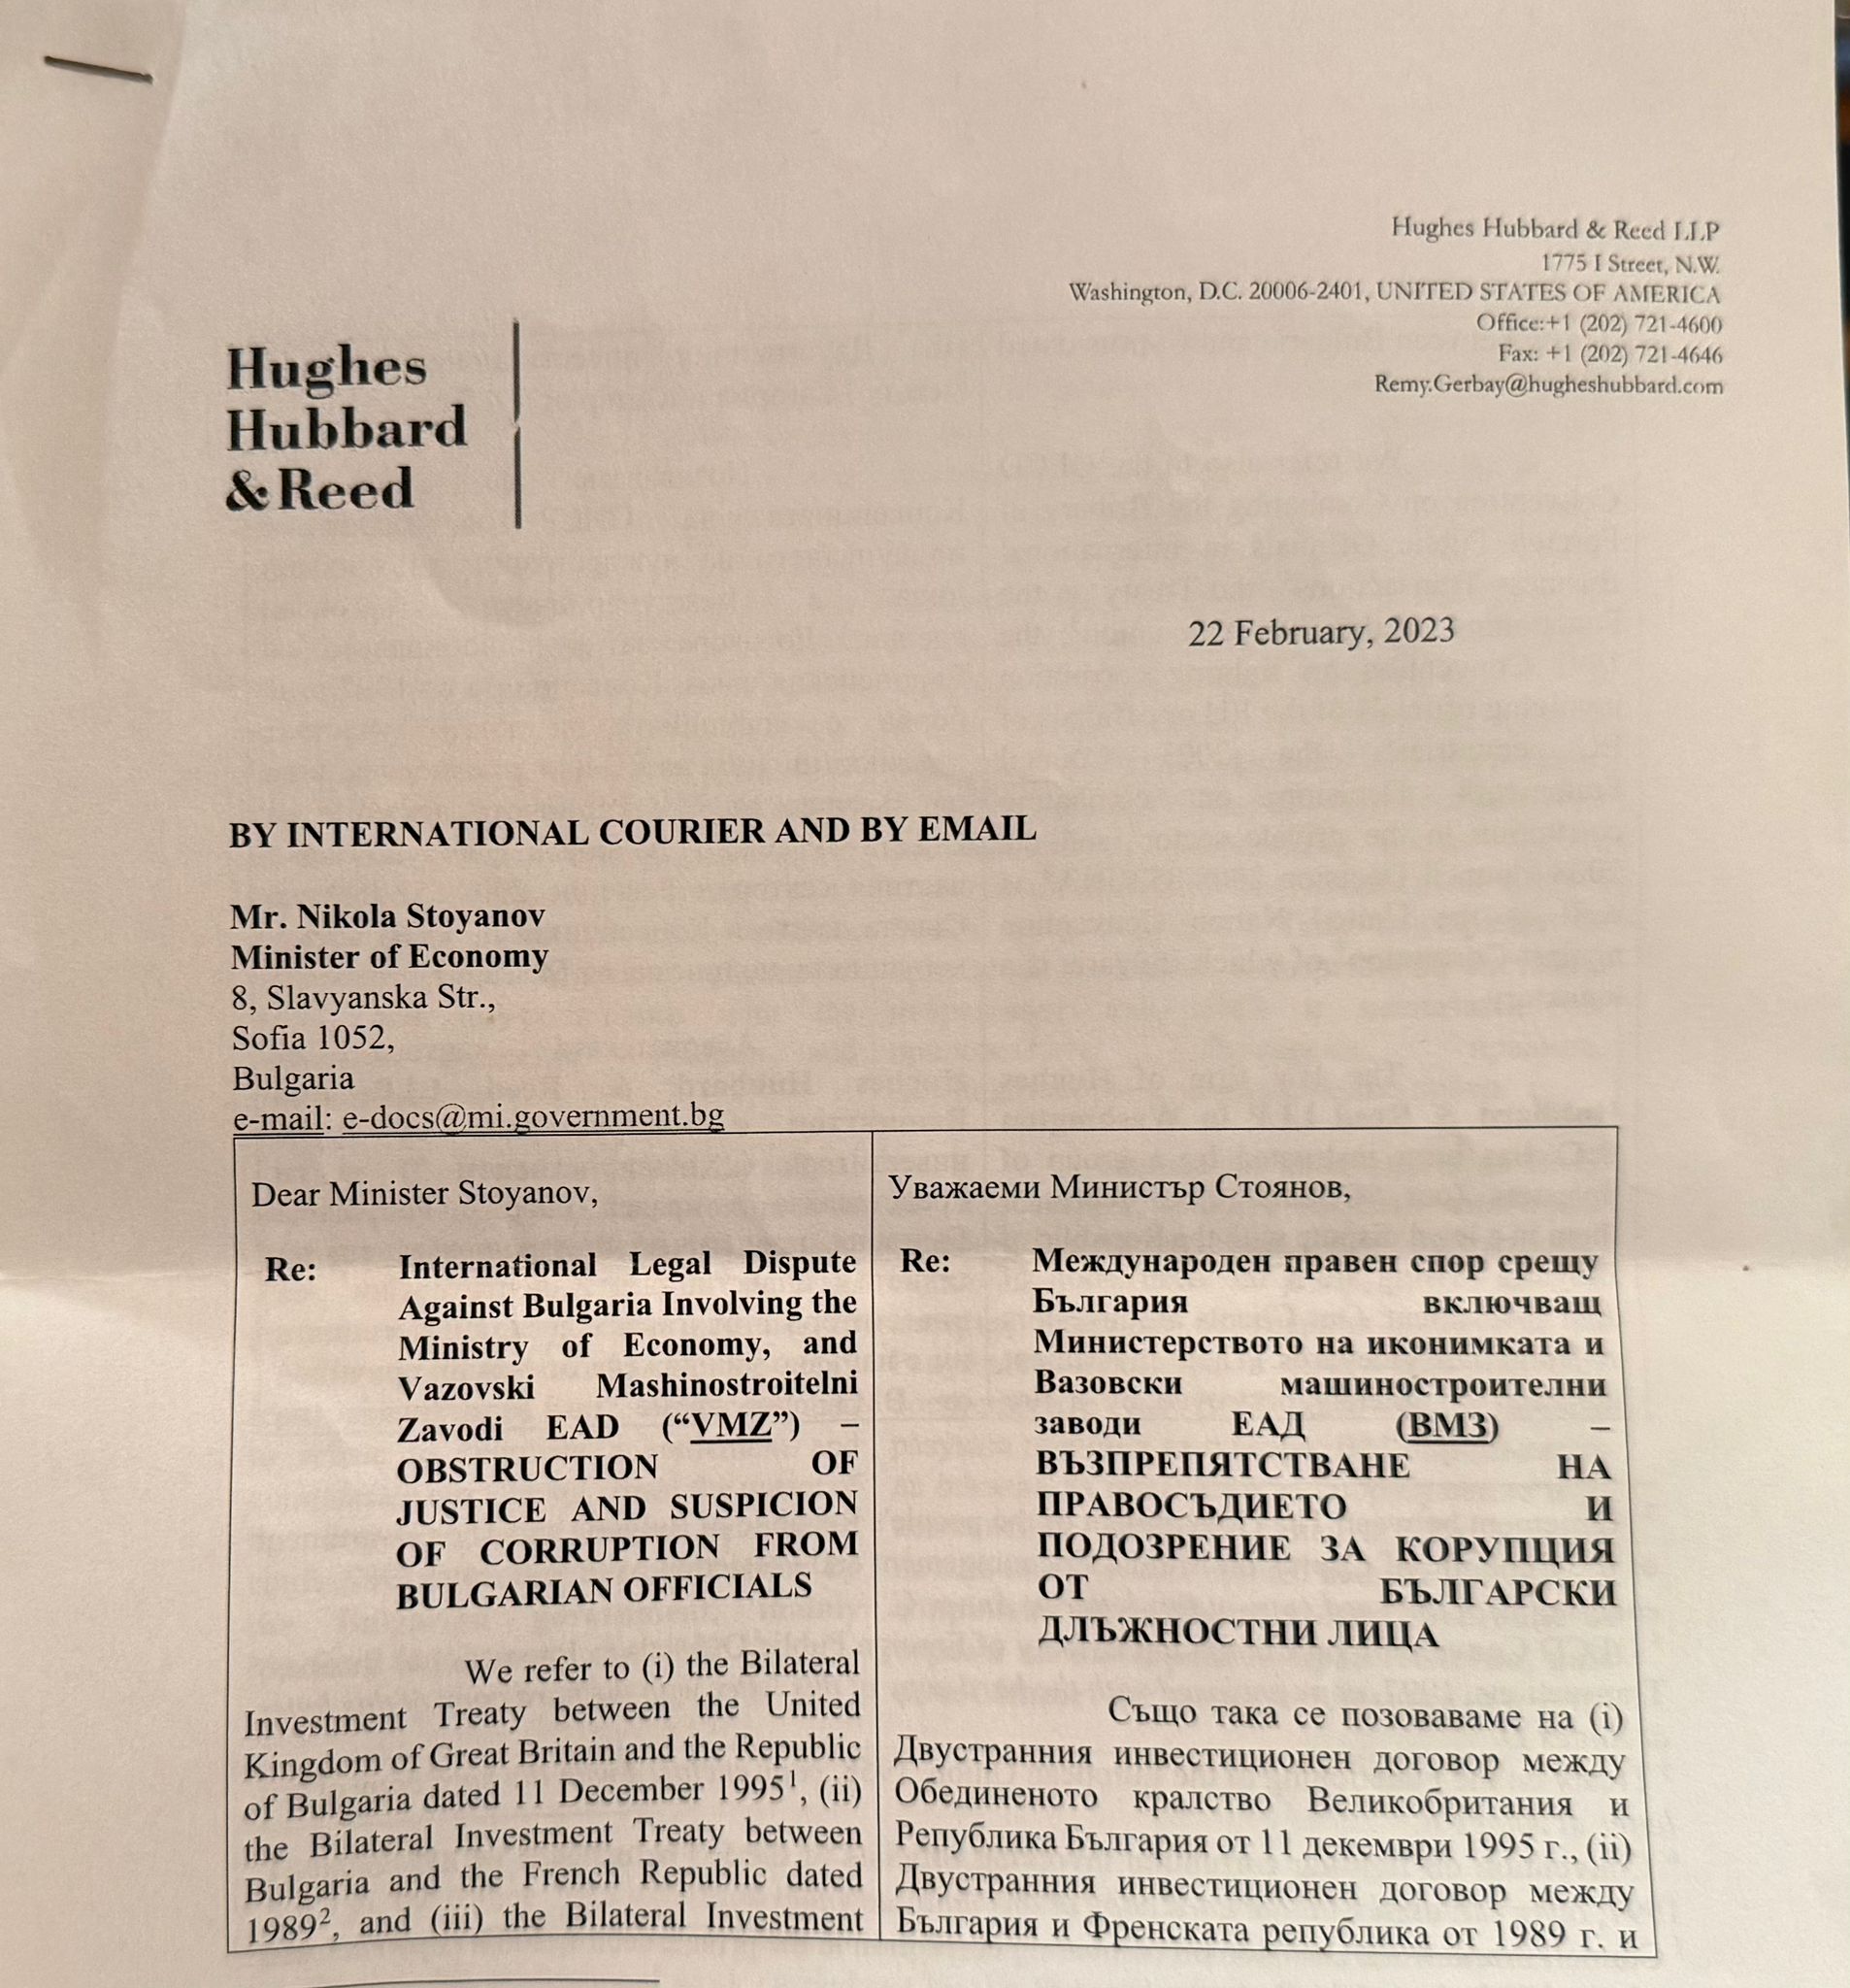 Hughes Hubbard & Reed LLP
1775 I Street, N.W.
Washington, D.C. 20006-2401, UNITED STATES OF AMERICA
Office:+1 (202) 721-4600
Fax: +1 (202) 721-4646
Remy.Gerbay@hugheshubbard.com
Hughes
Hubbard
& Reed
22 February, 2023
BY INTERNATIONAL COURIER AND BY EMAIL
Mr. Nikola Stoyanov
Minister of Economy
8, Slavyanska Str.,
Sofia 1052,
Bulgaria
e-mail: e-docs@mi.government.bg
Dear Minister Stoyanov,
Re: International Legal Dispute
Against Bulgaria Involving the
Ministry of Economy, and
Vazovski Mashinostroitelni
Zavodi EAD (“VMZ”) –
OBSTRUCTION OF
JUSTICE AND SUSPICION
OF CORRUPTION FROM
BULGARIAN OFFICIALS
We refer to (i) the Bilateral
Investment Treaty between the United
Kingdom of Great Britain and the Republic
of Bulgaria dated 11 December 1995¹, (ii)
the Bilateral Investment Treaty between
Bulgaria and the French Republic dated
1989², and (iii) the Bilateral Investment
Уважаеми Министър Стоянов,
Re: Международен правен спор срещу
България включващ
Министерството на икономката и
Вазовски машиностроителни
заводи ЕАД (ВМЗ) –
ВЪЗПРЕПЯТСТВАНЕ НА
ПРАВОСЪДИЕТО И
ПОДОЗРЕНИЕ ЗА КОРУПЦИЯ
ОТ БЪЛГАРСКИ
ДЛЪЖНОСТНИ ЛИЦА
Също така се позоваваме на (i)
Двустранния инвестиционен договор между
Обединеното кралство Великобритания и
Република България от 11 декември 1995 г., (ii)
Двустранния инвестиционен договор между
България и Френската република от 1989 г. и